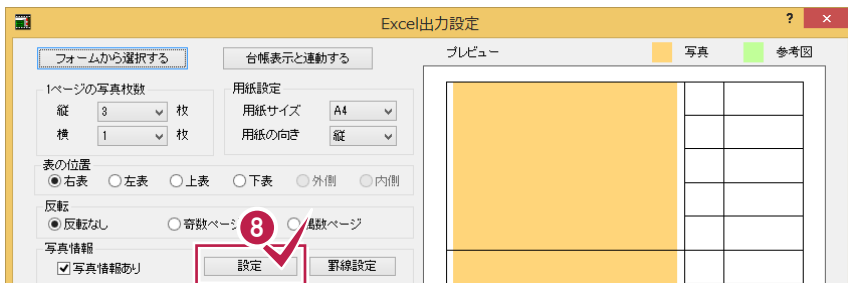 Excel出力設定
? ×
フォームから選択する
台帳表示と連動する
プレビュー
写真
参考図
1ページの写真枚数
縦 3 枚
横 1 枚
用紙設定
用紙サイズ A4
用紙の向き 縦
表の位置
右表 左表 上表 下表 外側 内側
反転
反転なし 奇数ペー 偶数ページ
8
写真情報
写真情報あり
設定
罫線設定